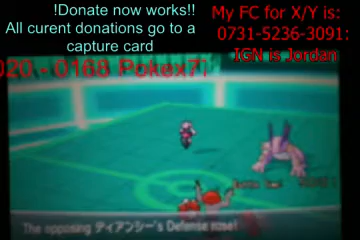 !Donate now works!!
All curent donations go to a
capture card
My FC for X/Y is:
0731-5236-3091:
IGN is Jordan
020 - 0168 Pokex7
The opposing ディアンシー's Defense rose!